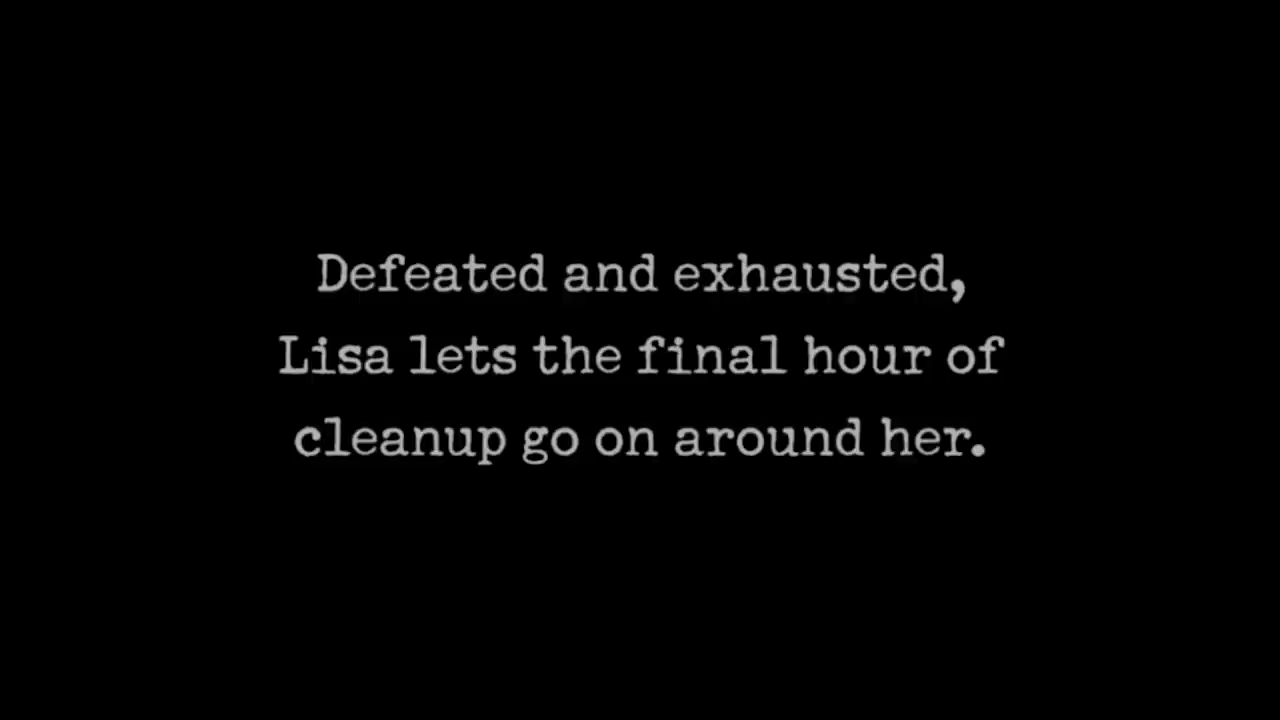 Defeated and exhausted,
Lisa lets the final hour of
cleanup go on around her.